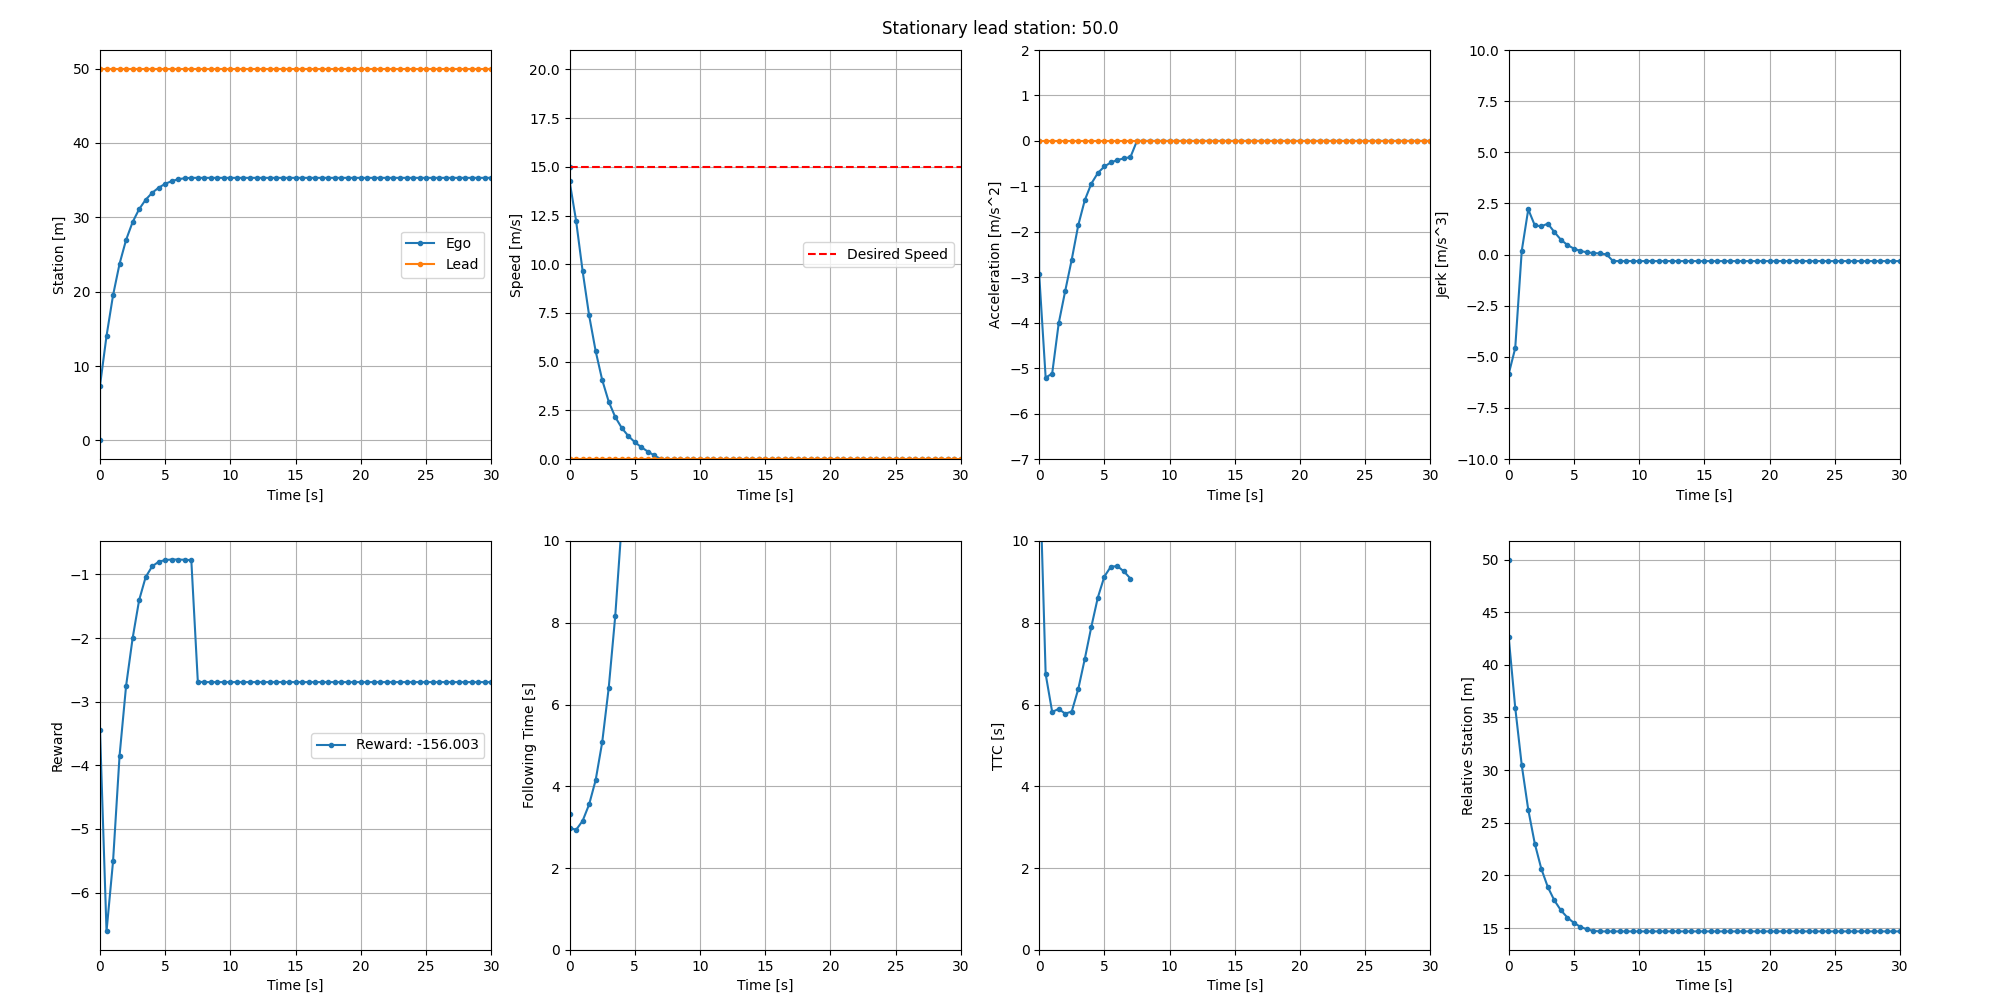 Stationary lead station: 50.0
Station [m]
50
40
30
20
10
0
Ego
Lead
0 5 10 15 20 25 30
Time [s]
Speed [m/s]
20.0
17.5
15.0
12.5
10.0
7.5
5.0
2.5
0.0
Desired Speed
0 5 10 15 20 25 30
Time [s]
Acceleration [m/s^2]
2
1
0
−1
−2
−3
−4
−5
−6
−7
0 5 10 15 20 25 30
Time [s]
Jerk [m/s^3]
10.0
7.5
5.0
2.5
0.0
−2.5
−5.0
−7.5
−10.0
0 5 10 15 20 25 30
Time [s]
Reward
−1
−2
−3
−4
−5
−6
Reward: -156.003
0 5 10 15 20 25 30
Time [s]
Following Time [s]
10
8
6
4
2
0
0 5 10 15 20 25 30
Time [s]
TTC [s]
10
8
6
4
2
0
0 5 10 15 20 25 30
Time [s]
Relative Station [m]
50
45
40
35
30
25
20
15
0 5 10 15 20 25 30
Time [s]